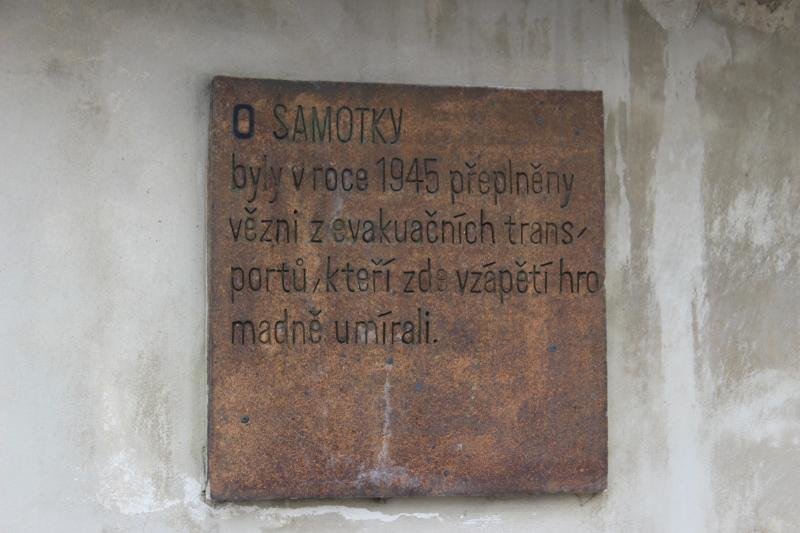 O SAMOTKY
byly v roce 1945 přeplněny
vězni z evakuačních trans-
portů, kteří zde vzápětí hro
madně umírali.